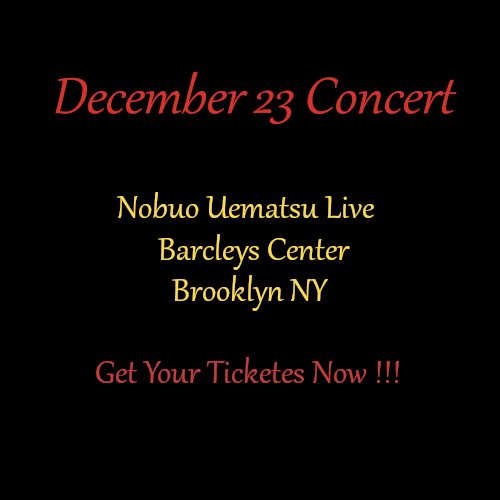 December 23 Concert
Nobuo Uematsu Live
Barcleys Center
Brooklyn NY
Get Your Ticketes Now !!!